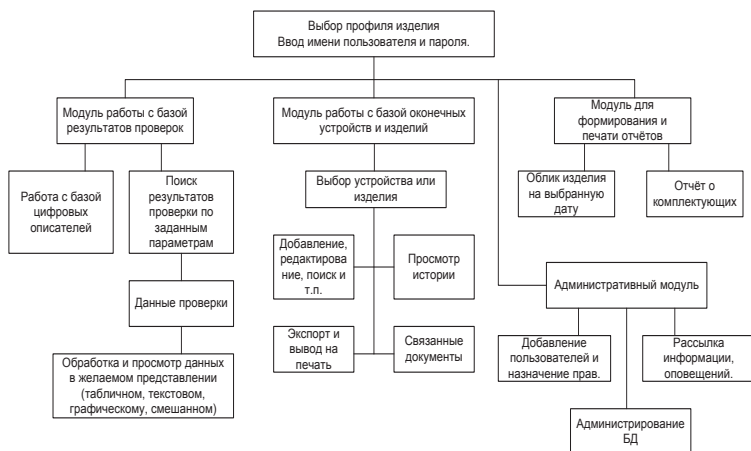 Выбор профиля изделия
Ввод имени пользователя и пароля.
Модуль работы с базой
результатов проверок
Модуль работы с базой оконечных
устройств и изделий
Модуль для
формирования и
печати отчётов
Работа с базой
цифровых
описателей
Поиск
результатов
проверки по
заданным
параметрам
Выбор устройства или
изделия
Облик изделия
на выбранную
дату
Отчёт о
комплектующих
Добавление,
редактирова
ние, поиск и
т.п.
Просмотр
истории
Данные проверки
Административный модуль
Экспорт и
вывод на
печать
Связанные
документы
Добавление
пользователей и
назначение прав.
Рассылка
информации,
оповещений.
Обработка и просмотр данных
в желаемом представлении
(табличном, текстовом,
графическому, смешанном)
Администрирование
БД